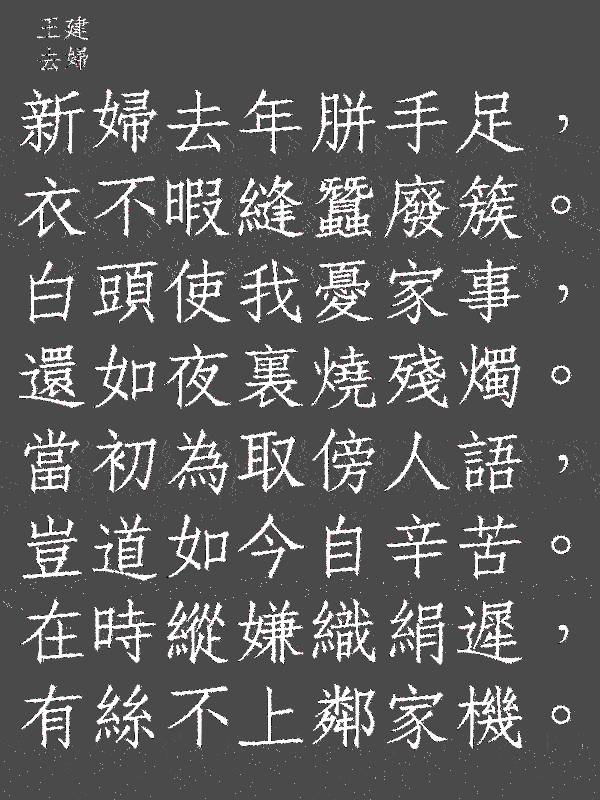 王建
去婦
新婦去年胼手足，
衣不暇縫蠶廢簇。
白頭使我憂家事，
還如夜裏燒殘燭。
當初為取傍人語，
豈道如今自辛苦。
在時縱嫌織絹遲，
有絲不上鄰家機。